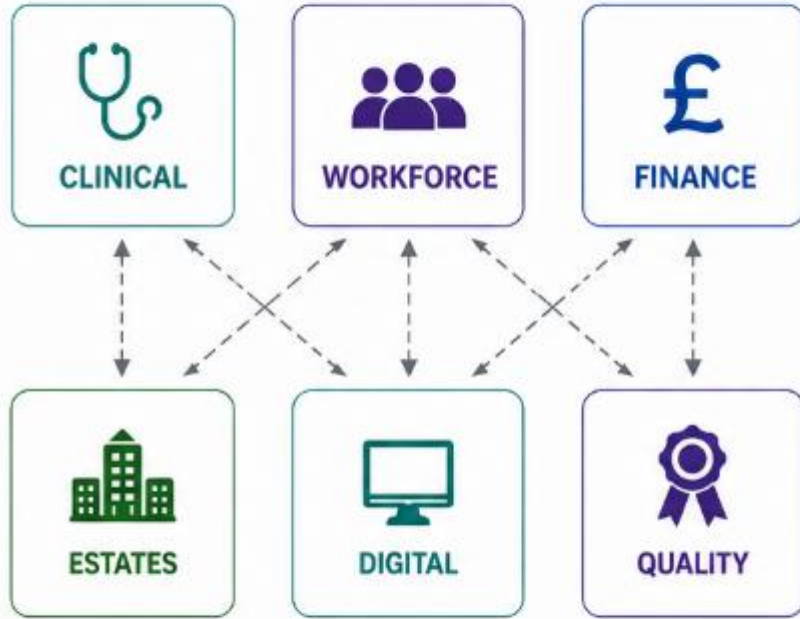 CLINICAL
WORKFORCE
£
FINANCE
ESTATES
DIGITAL
QUALITY